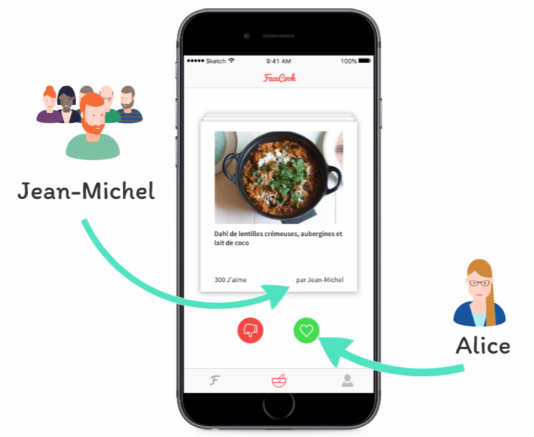 Sketch 9:41 AM 100%
FaceCook
Jean-Michel
Dahl de lentilles crémeuses, aubergines et
lait de coco
300 J'aime par Jean-Michel
Alice
F